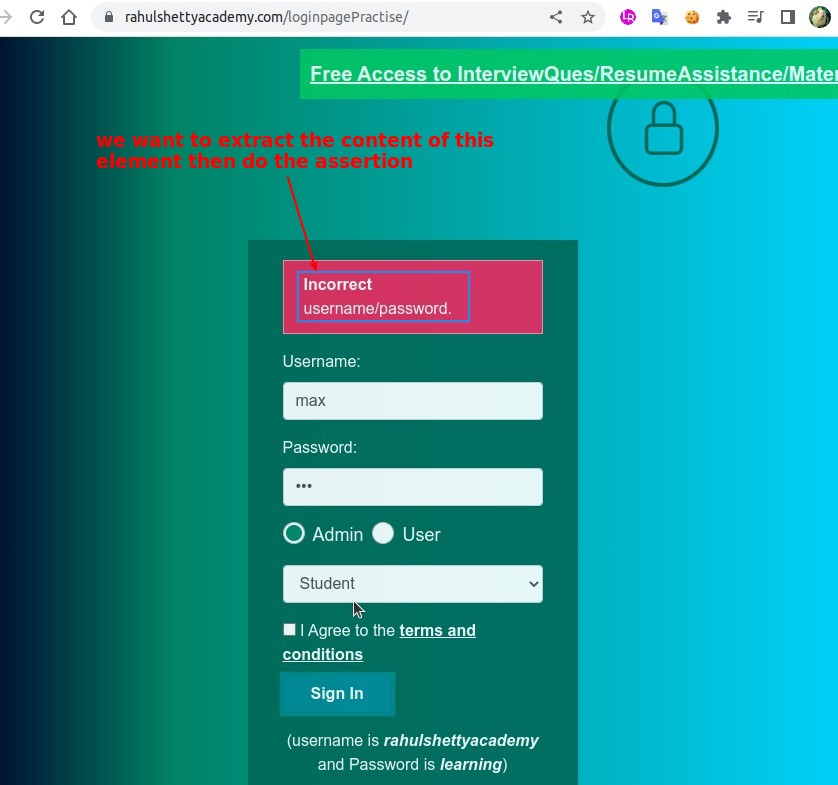 rahulshettyacademy.com/loginpagePractise/
Free Access to InterviewQues/ResumeAssistance/Mater
we want to extract the content of this
element then do the assertion
Incorrect
username/password.
Username:
max
Password:
•••
Admin User
Student
I Agree to the terms and
conditions
Sign In
(username is rahulshettyacademy
and Password is learning)